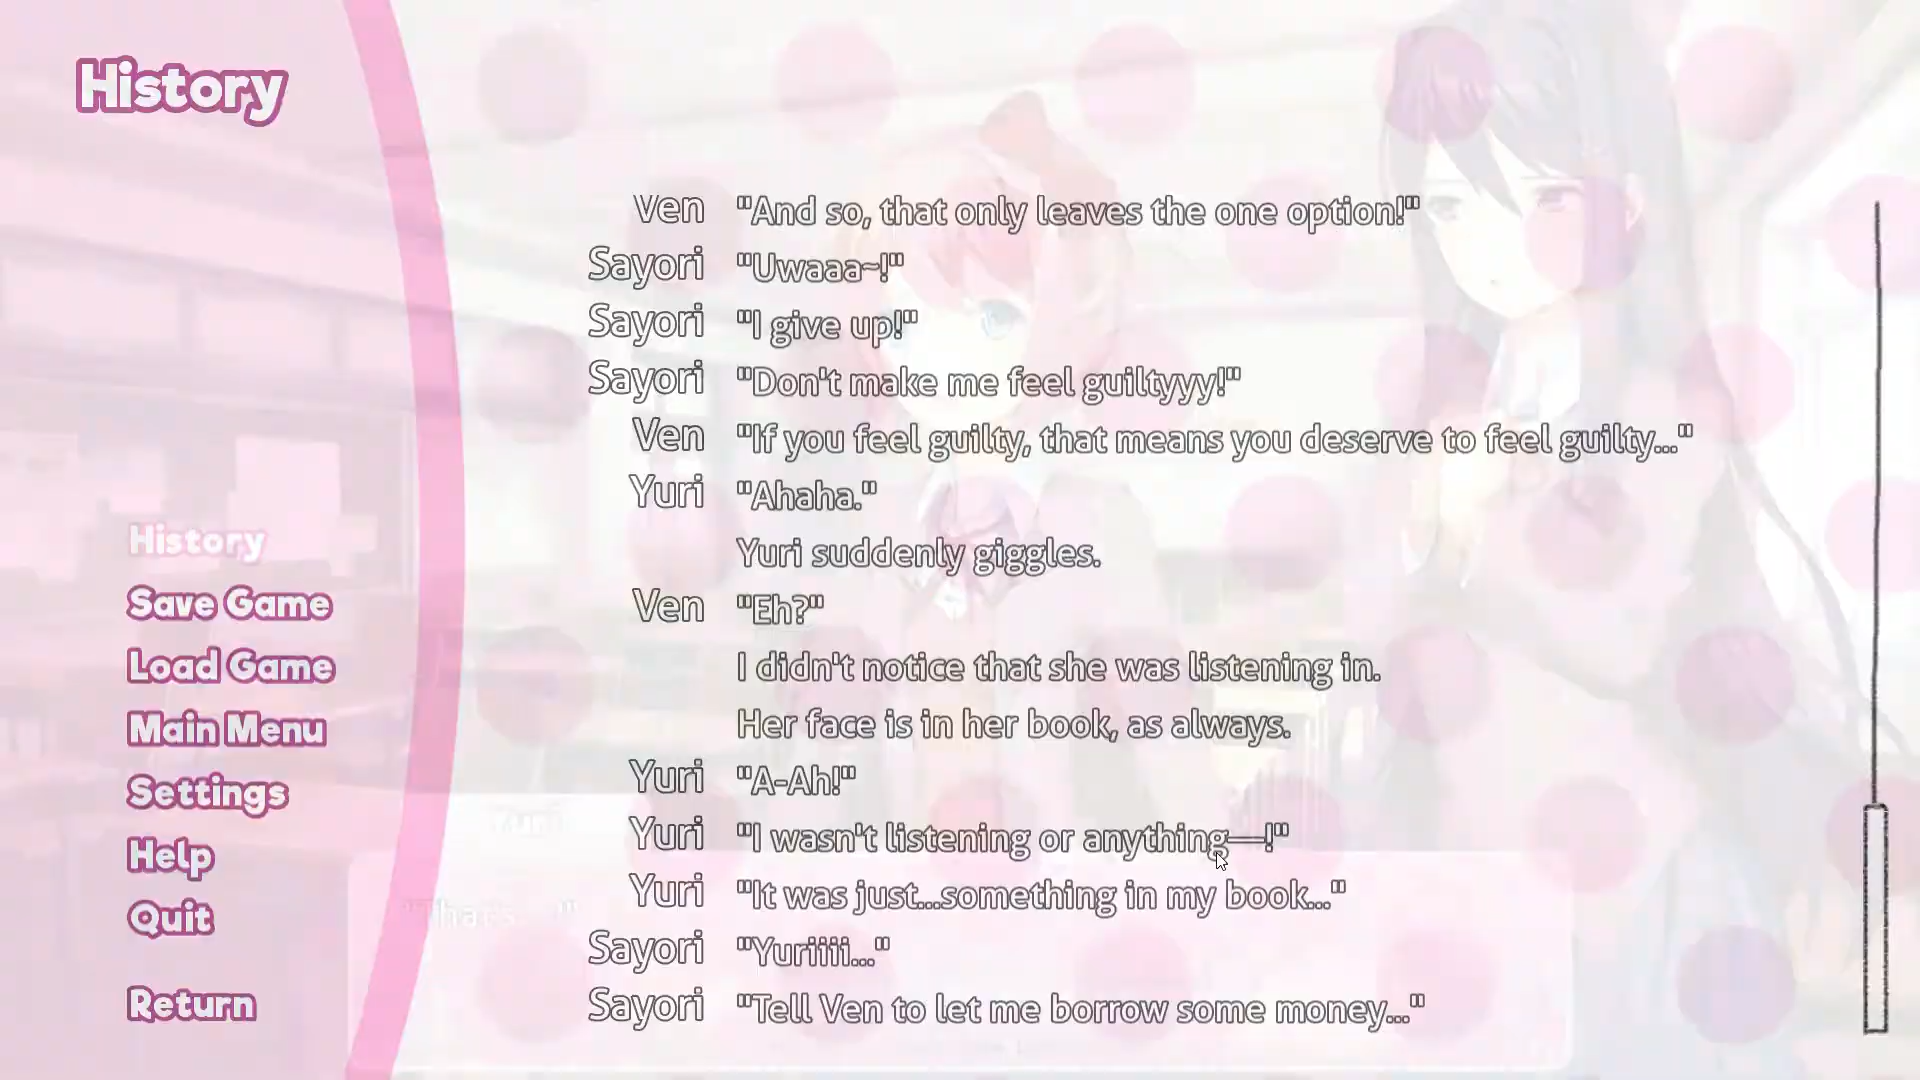 History
Ven "And so, that only leaves the one option!"
Sayori "Uwaaa~!"
Sayori "I give up!"
Sayori "Don't make me feel guiltyyy!"
Ven "If you feel guilty, that means you deserve to feel guilty..."
Yuri "Ahaha."
Yuri suddenly giggles.
Ven "Eh?"
I didn't notice that she was listening in.
Her face is in her book, as always.
Yuri "A-Ah!"
Yuri "I wasn't listening or anything—!"
Yuri "It was just...something in my book..."
Sayori "Yuriiii..."
Sayori "Tell Ven to let me borrow some money..."
History
Save Game
Load Game
Main Menu
Settings
Help
Quit
Return
Yuri